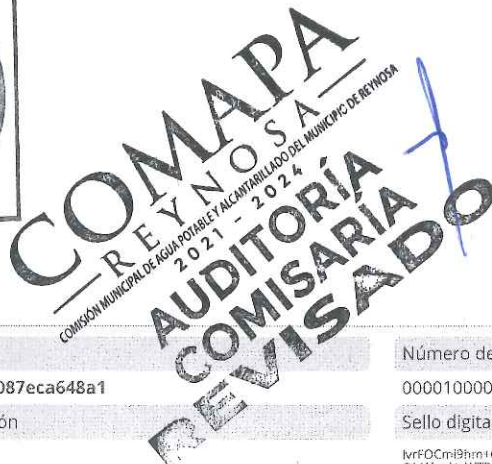 COMAPA
REYNOSA
COMISIÓN MUNICIPAL DE AGUA POTABLE Y ALCANTARILLADO DEL MUNICIPIO DE REYNOSA
2021 - 2024
AUDITORÍA
COMISARÍA
REVISADO
087eca648a1
ón
Número de
000010000
Sello digita